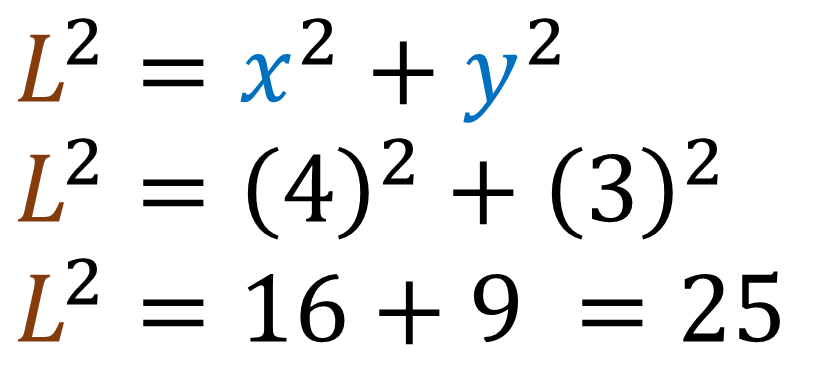 L² = x² + y²
L² = (4)² + (3)²
L² = 16 + 9 = 25